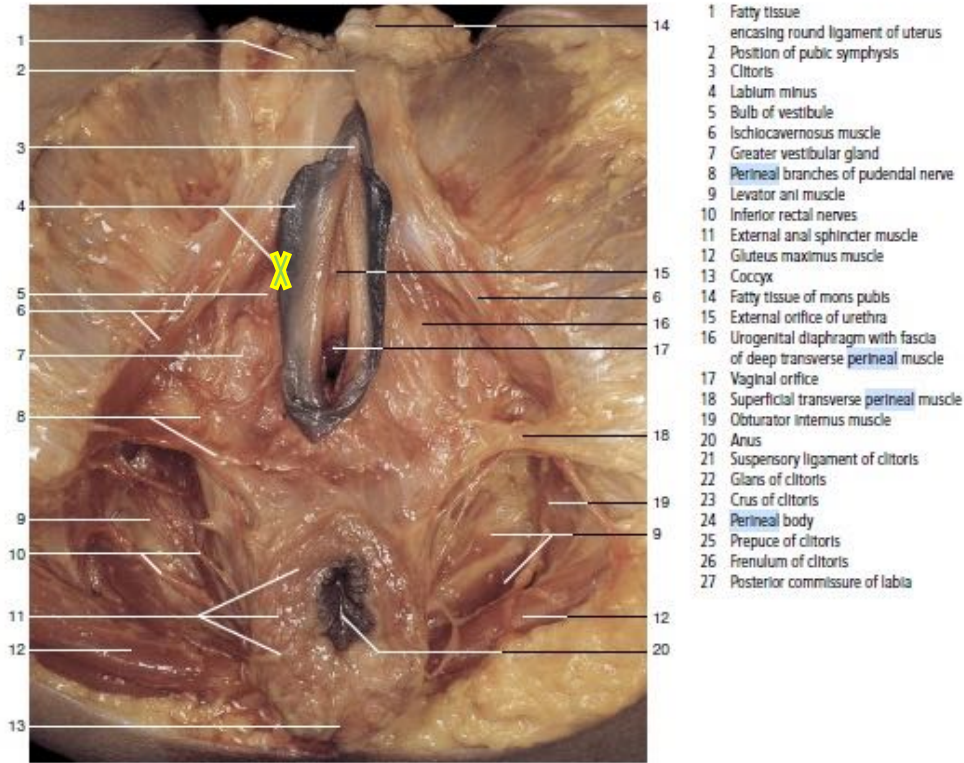 1
2
3
4
5
6
7
8
9
10
11
12
13
14
15
6
16
17
18
19
9
12
20
1 Fatty tissue
encasing round ligament of uterus
2 Position of pubic symphysis
3 Clitoris
4 Labium minus
5 Bulb of vestibule
6 Ischiocavernosus muscle
7 Greater vestibular gland
8 Perineal branches of pudendal nerve
9 Levator ani muscle
10 Inferior rectal nerves
11 External anal sphincter muscle
12 Gluteus maximus muscle
13 Coccyx
14 Fatty tissue of mons pubis
15 External orifice of urethra
16 Urogenital diaphragm with fascia
of deep transverse perineal muscle
17 Vaginal orifice
18 Superficial transverse perineal muscle
19 Obturator internus muscle
20 Anus
21 Suspensory ligament of clitoris
22 Glans of clitoris
23 Crus of clitoris
24 Perineal body
25 Prepuce of clitoris
26 Frenulum of clitoris
27 Posterior commissure of labia